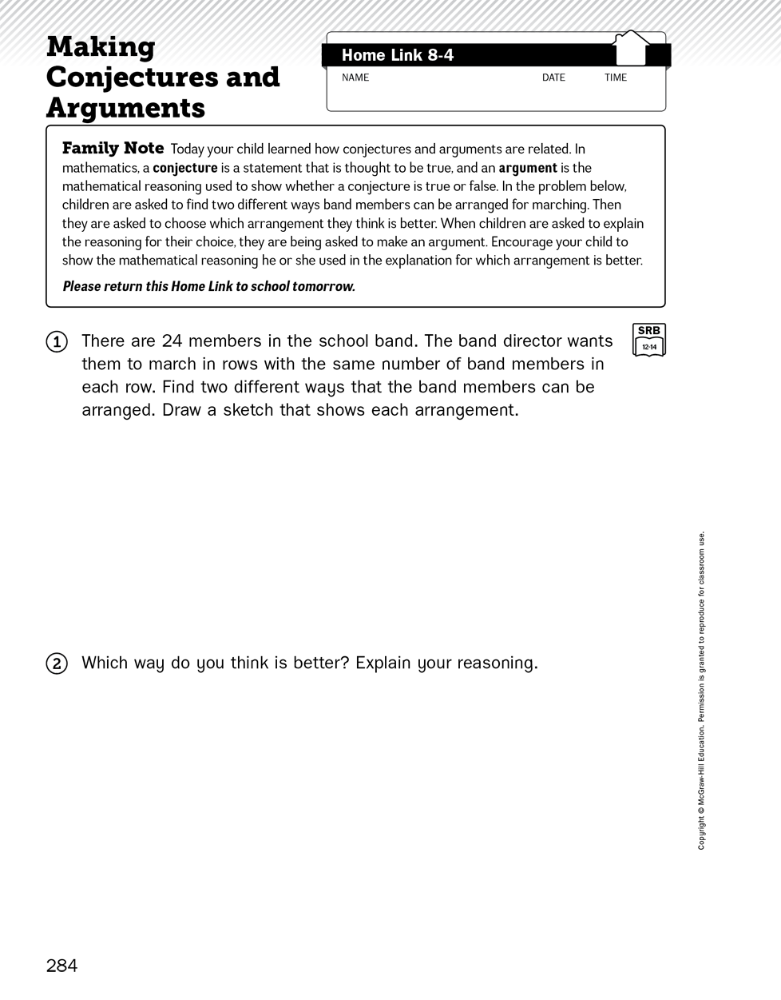 Making
Conjectures and
Arguments
Home Link 8-4
NAME DATE TIME
Family Note Today your child learned how conjectures and arguments are related. In
mathematics, a conjecture is a statement that is thought to be true, and an argument is the
mathematical reasoning used to show whether a conjecture is true or false. In the problem below,
children are asked to find two different ways band members can be arranged for marching. Then
they are asked to choose which arrangement they think is better. When children are asked to explain
the reasoning for their choice, they are being asked to make an argument. Encourage your child to
show the mathematical reasoning he or she used in the explanation for which arrangement is better.
Please return this Home Link to school tomorrow.
1 There are 24 members in the school band. The band director wants
them to march in rows with the same number of band members in
each row. Find two different ways that the band members can be
arranged. Draw a sketch that shows each arrangement.
SRB
12-14
2 Which way do you think is better? Explain your reasoning.
Copyright © McGraw-Hill Education. Permission is granted to reproduce for classroom use.
284